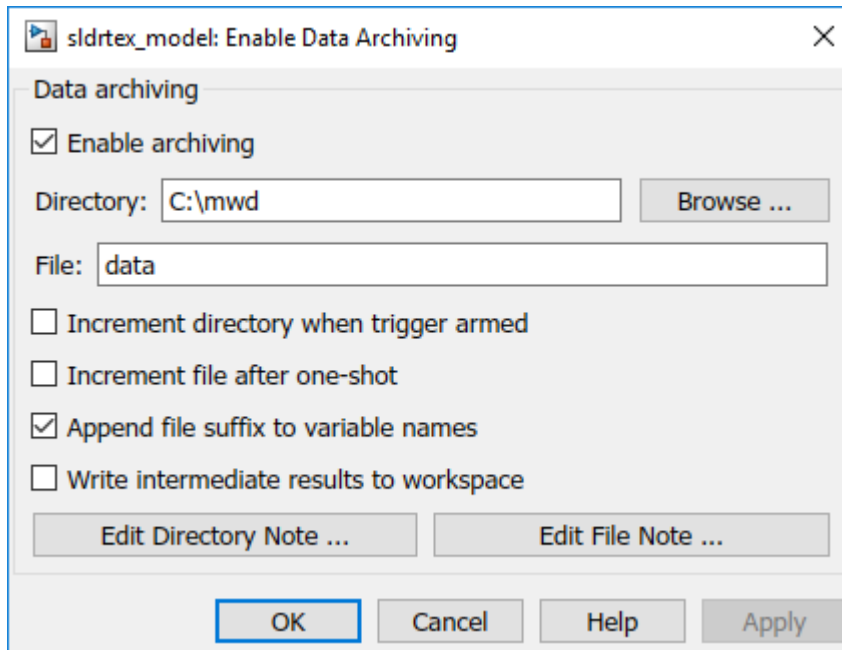 sldrtex_model: Enable Data Archiving
Data archiving
Enable archiving
Directory: C:\mwd Browse ...
File: data
Increment directory when trigger armed
Increment file after one-shot
Append file suffix to variable names
Write intermediate results to workspace
Edit Directory Note ... Edit File Note ...
OK Cancel Help Apply